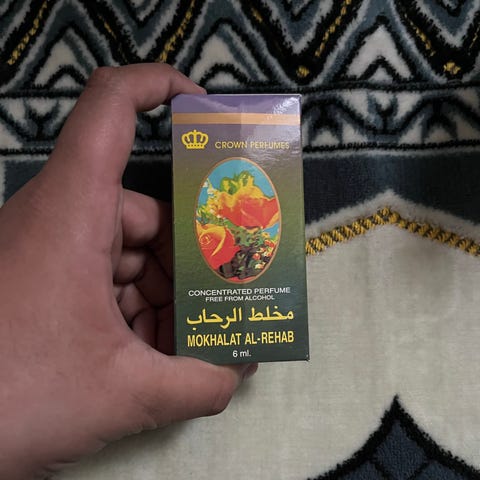 CROWN PERFUMES
CONCENTRATED PERFUME
FREE FROM ALCOHOL
مخلط الرحاب
MOKHALAT AL-REHAB
6 ml.